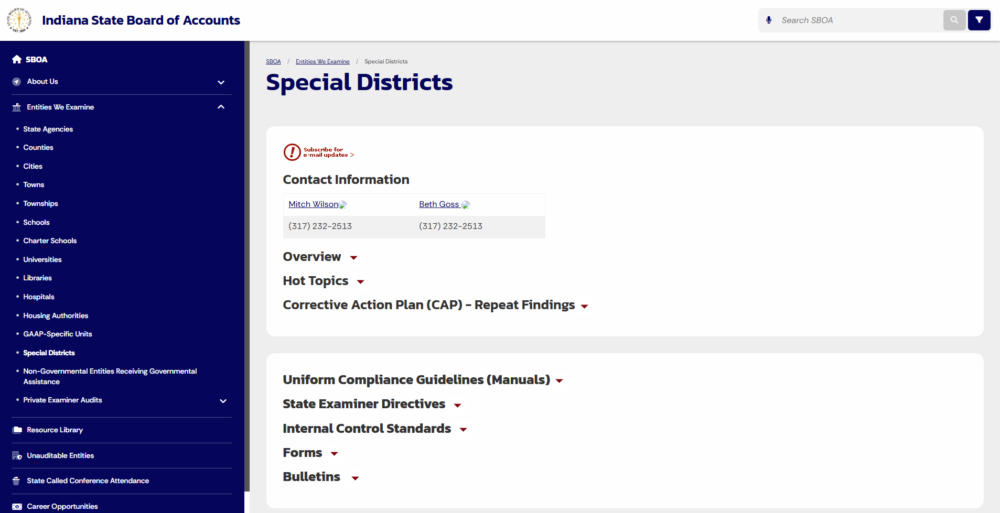 Indiana State Board of Accounts
Search SBOA
SBOA
About Us
Entities We Examine
State Agencies
Counties
Cities
Towns
Townships
Schools
Charter Schools
Universities
Libraries
Hospitals
Housing Authorities
GAAP-Specific Units
Special Districts
Non-Governmental Entities Receiving Governmental
Assistance
Private Examiner Audits
Resource Library
Unauditable Entities
State Called Conference Attendance
Career Opportunities
SBOA / Entities We Examine / Special Districts
Special Districts
Subscribe for
e-mail updates >
Contact Information
Mitch Wilson Beth Goss
(317) 232-2513 (317) 232-2513
Overview
Hot Topics
Corrective Action Plan (CAP) - Repeat Findings
Uniform Compliance Guidelines (Manuals)
State Examiner Directives
Internal Control Standards
Forms
Bulletins